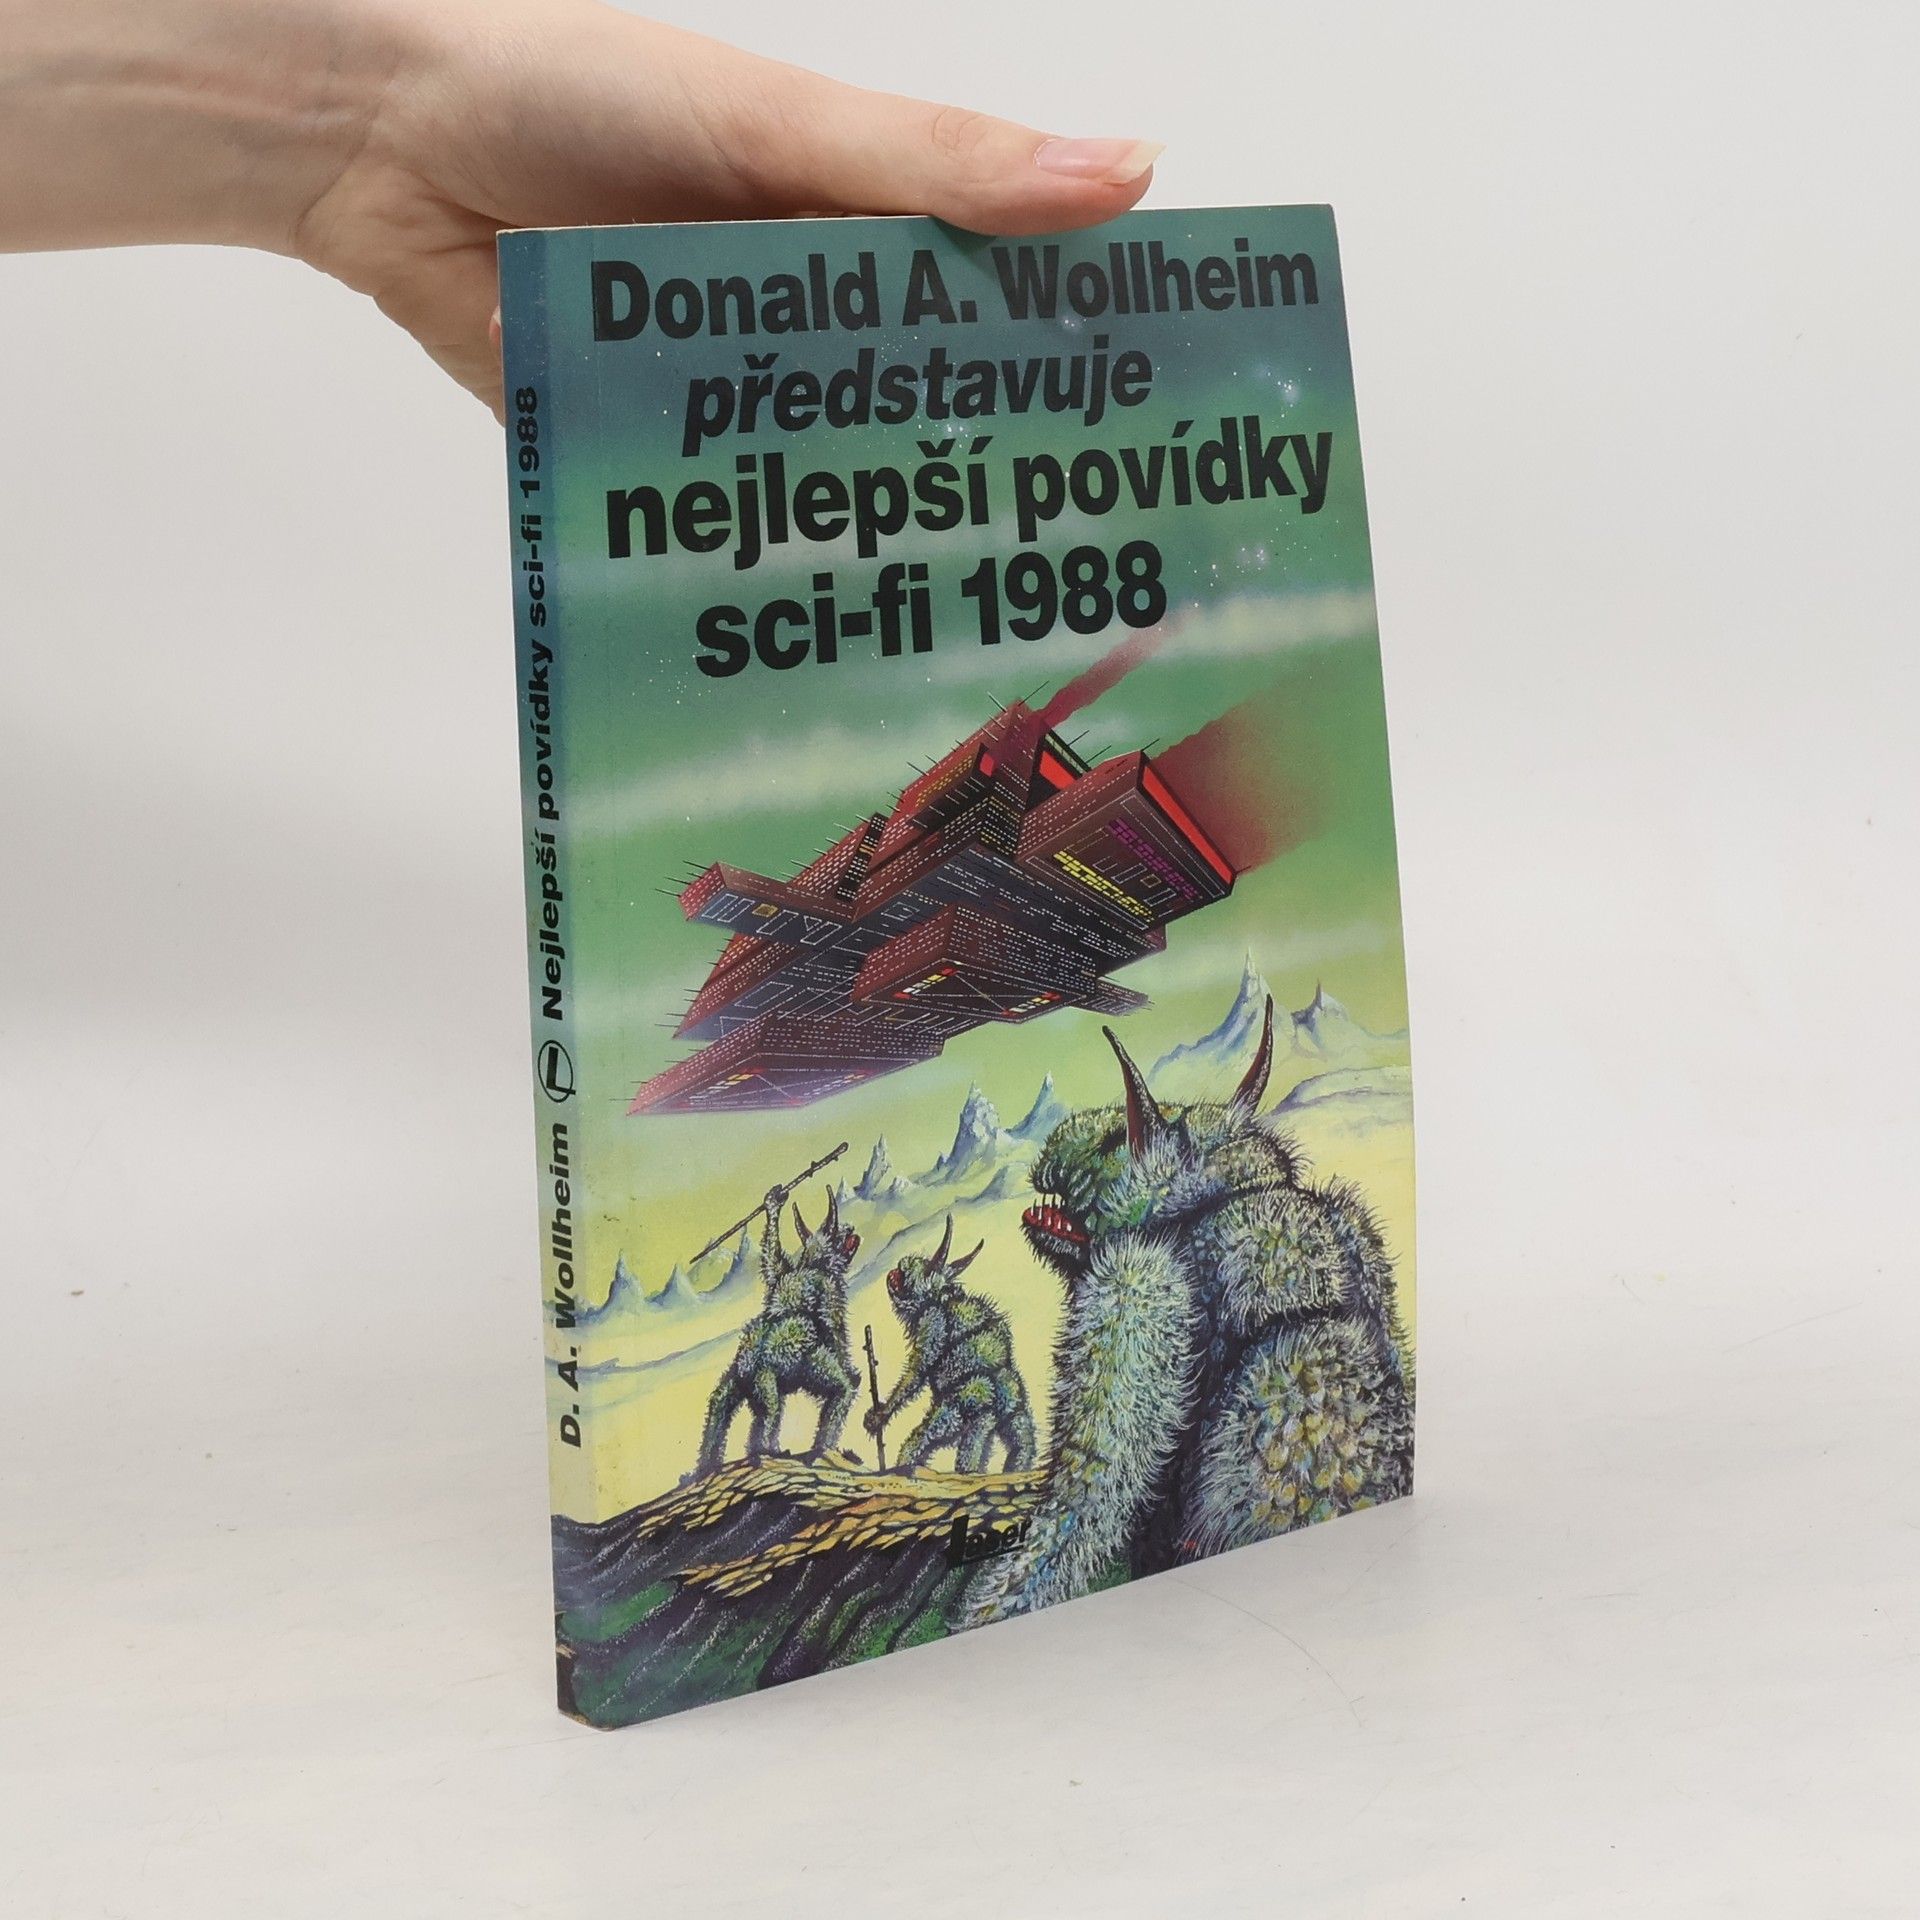 Donald A. Wollheim
představuje
nejlepší povídky
sci-fi 1988
Laser
D. A. Wollheim Nejlepší povídky sci-fi 1988